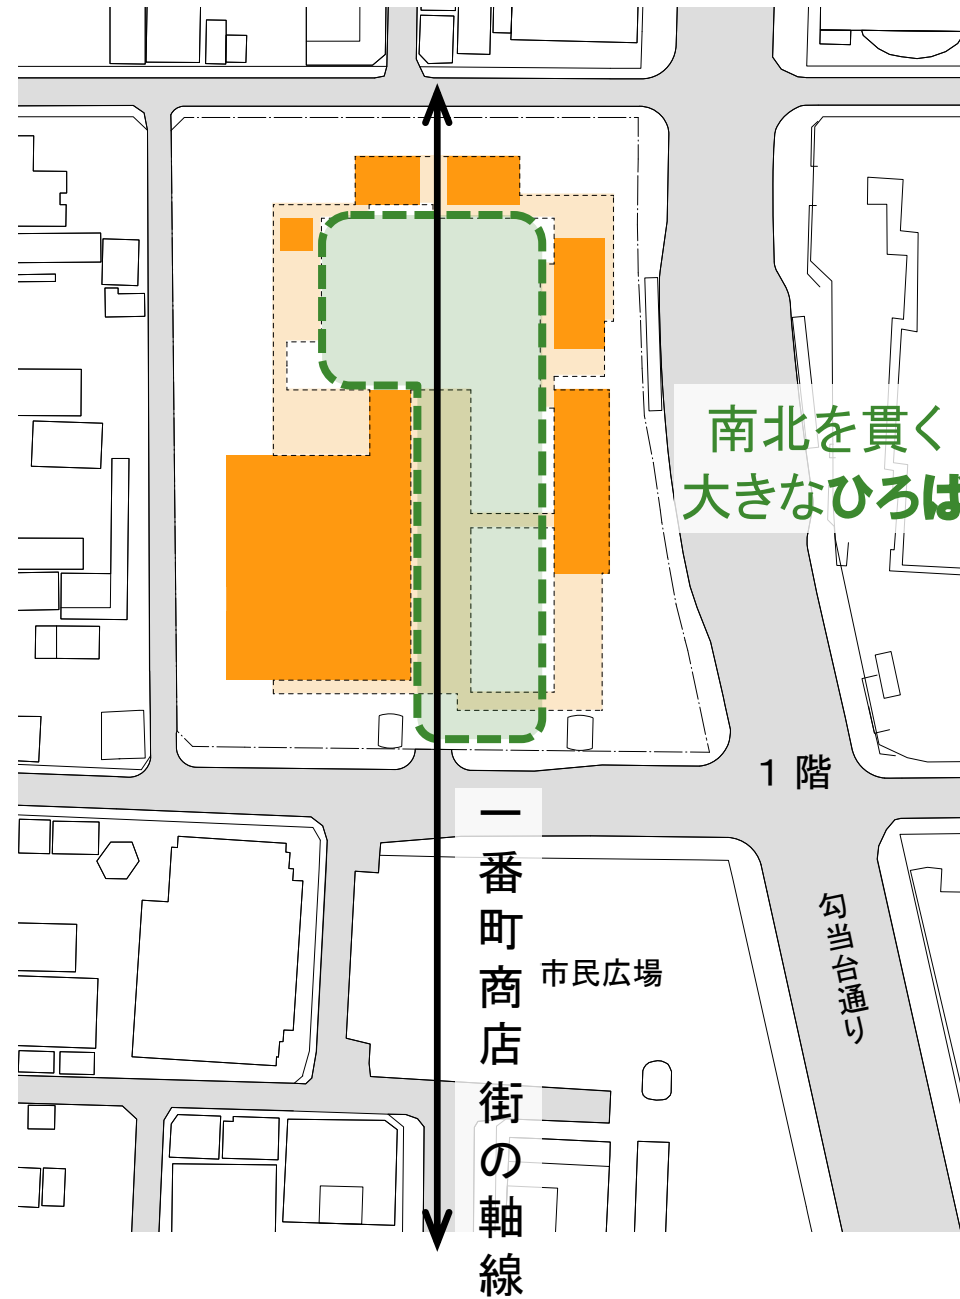 南北を貫く
大きなひろば
1 階
一番町商店街の軸線
市民広場
勾当台通り